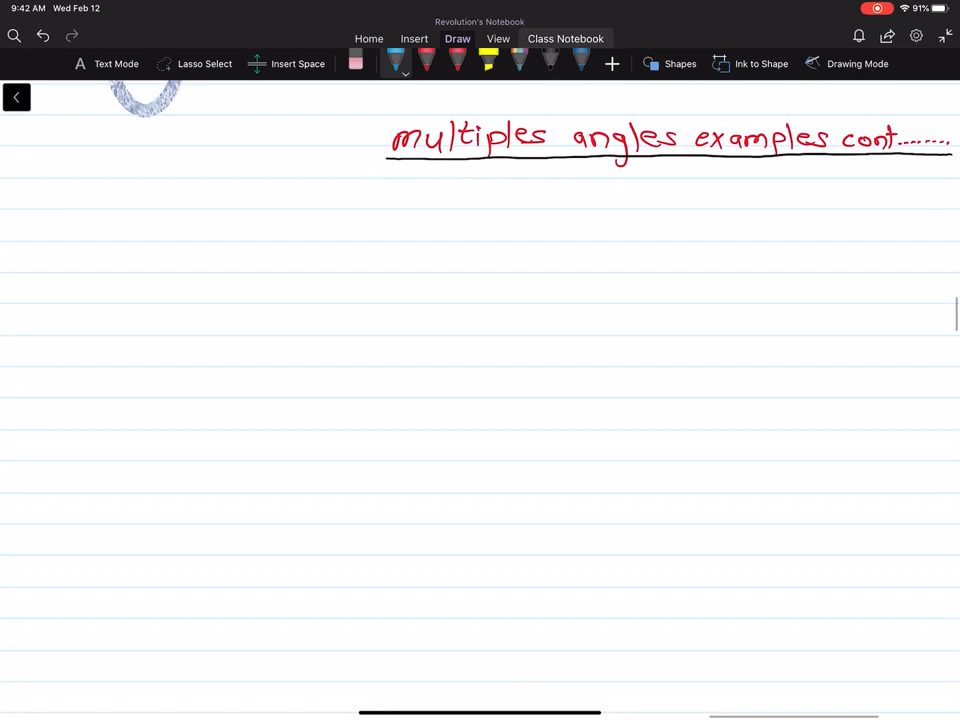 9:42 AM Wed Feb 12
91%
Revolution's Notebook
Home Insert Draw View Class Notebook
Text Mode Lasso Select Insert Space Shapes Ink to Shape Drawing Mode
multiples angles examples cont........